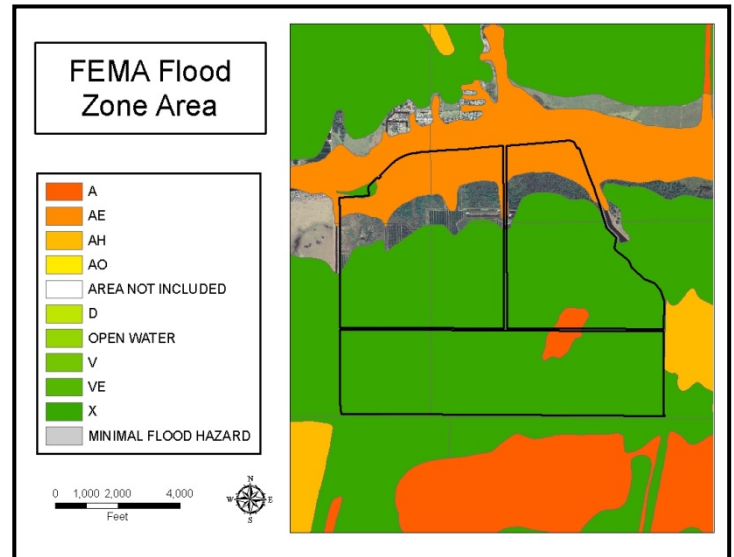 FEMA Flood
Zone Area
A
AE
AH
AO
AREA NOT INCLUDED
D
OPEN WATER
V
VE
X
MINIMAL FLOOD HAZARD
0 1,000 2,000 4,000
Feet
N
W E
S